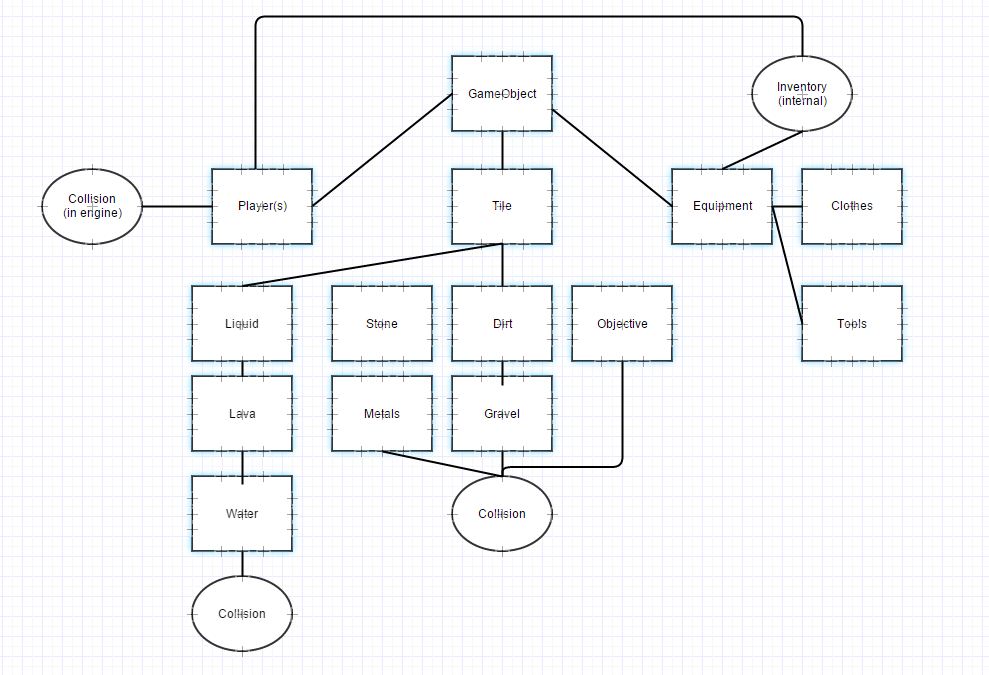 GameObject
Inventory
(internal)
Collision
(in engine)
Player(s)
Tile
Equipment
Clothes
Liquid
Stone
Dirt
Objective
Tools
Lava
Metals
Gravel
Water
Collision
Collision